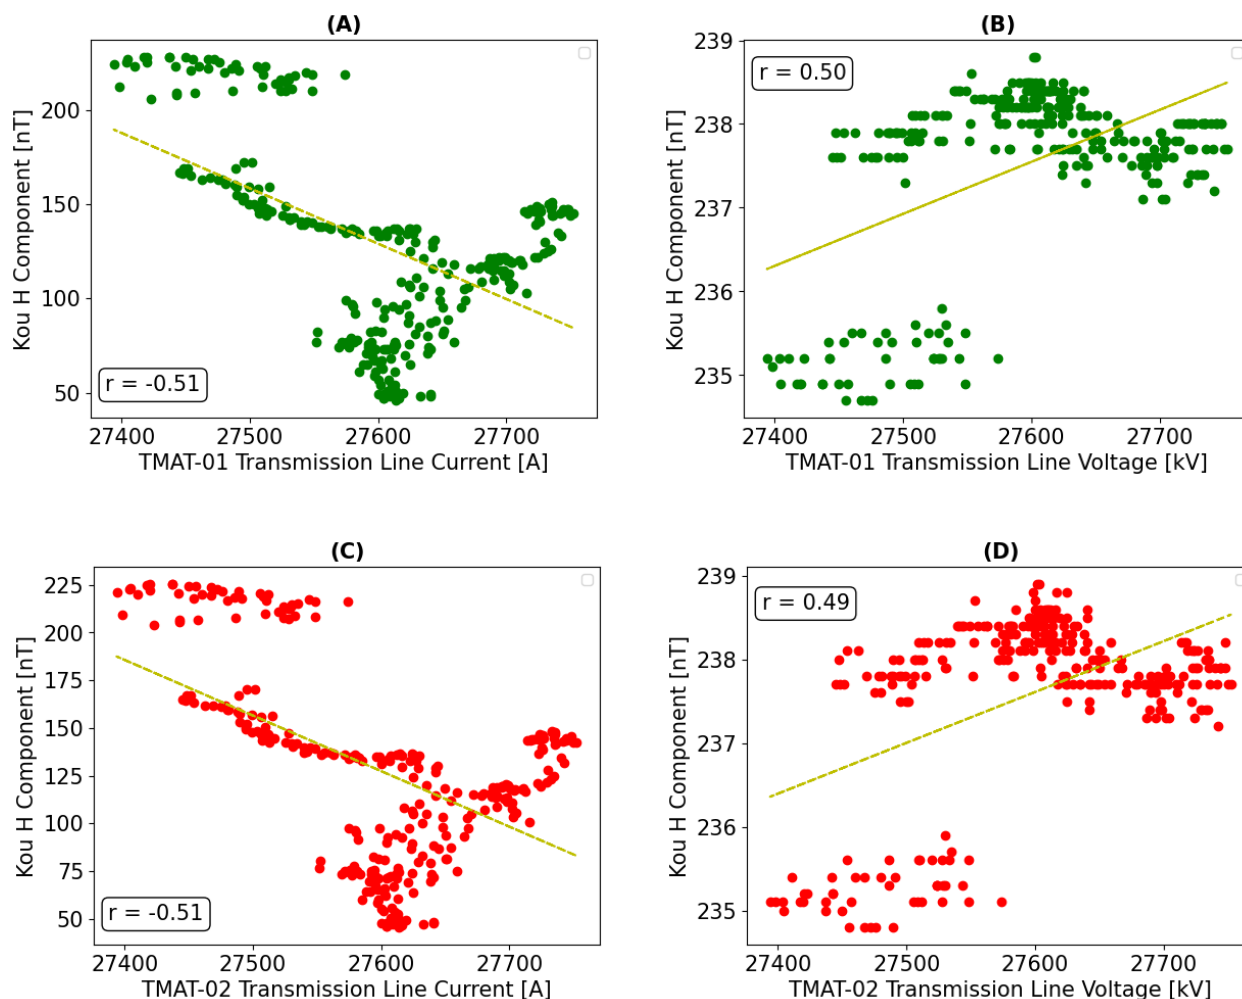 (A)
Kou H Component [nT]
200
150
100
50
r = -0.51
27400 27500 27600 27700
TMAT-01 Transmission Line Current [A]
(B)
Kou H Component [nT]
239
238
237
236
235
r = 0.50
27400 27500 27600 27700
TMAT-01 Transmission Line Voltage [kV]
(C)
Kou H Component [nT]
225
200
175
150
125
100
75
50
r = -0.51
27400 27500 27600 27700
TMAT-02 Transmission Line Current [A]
(D)
Kou H Component [nT]
239
238
237
236
235
r = 0.49
27400 27500 27600 27700
TMAT-02 Transmission Line Voltage [kV]